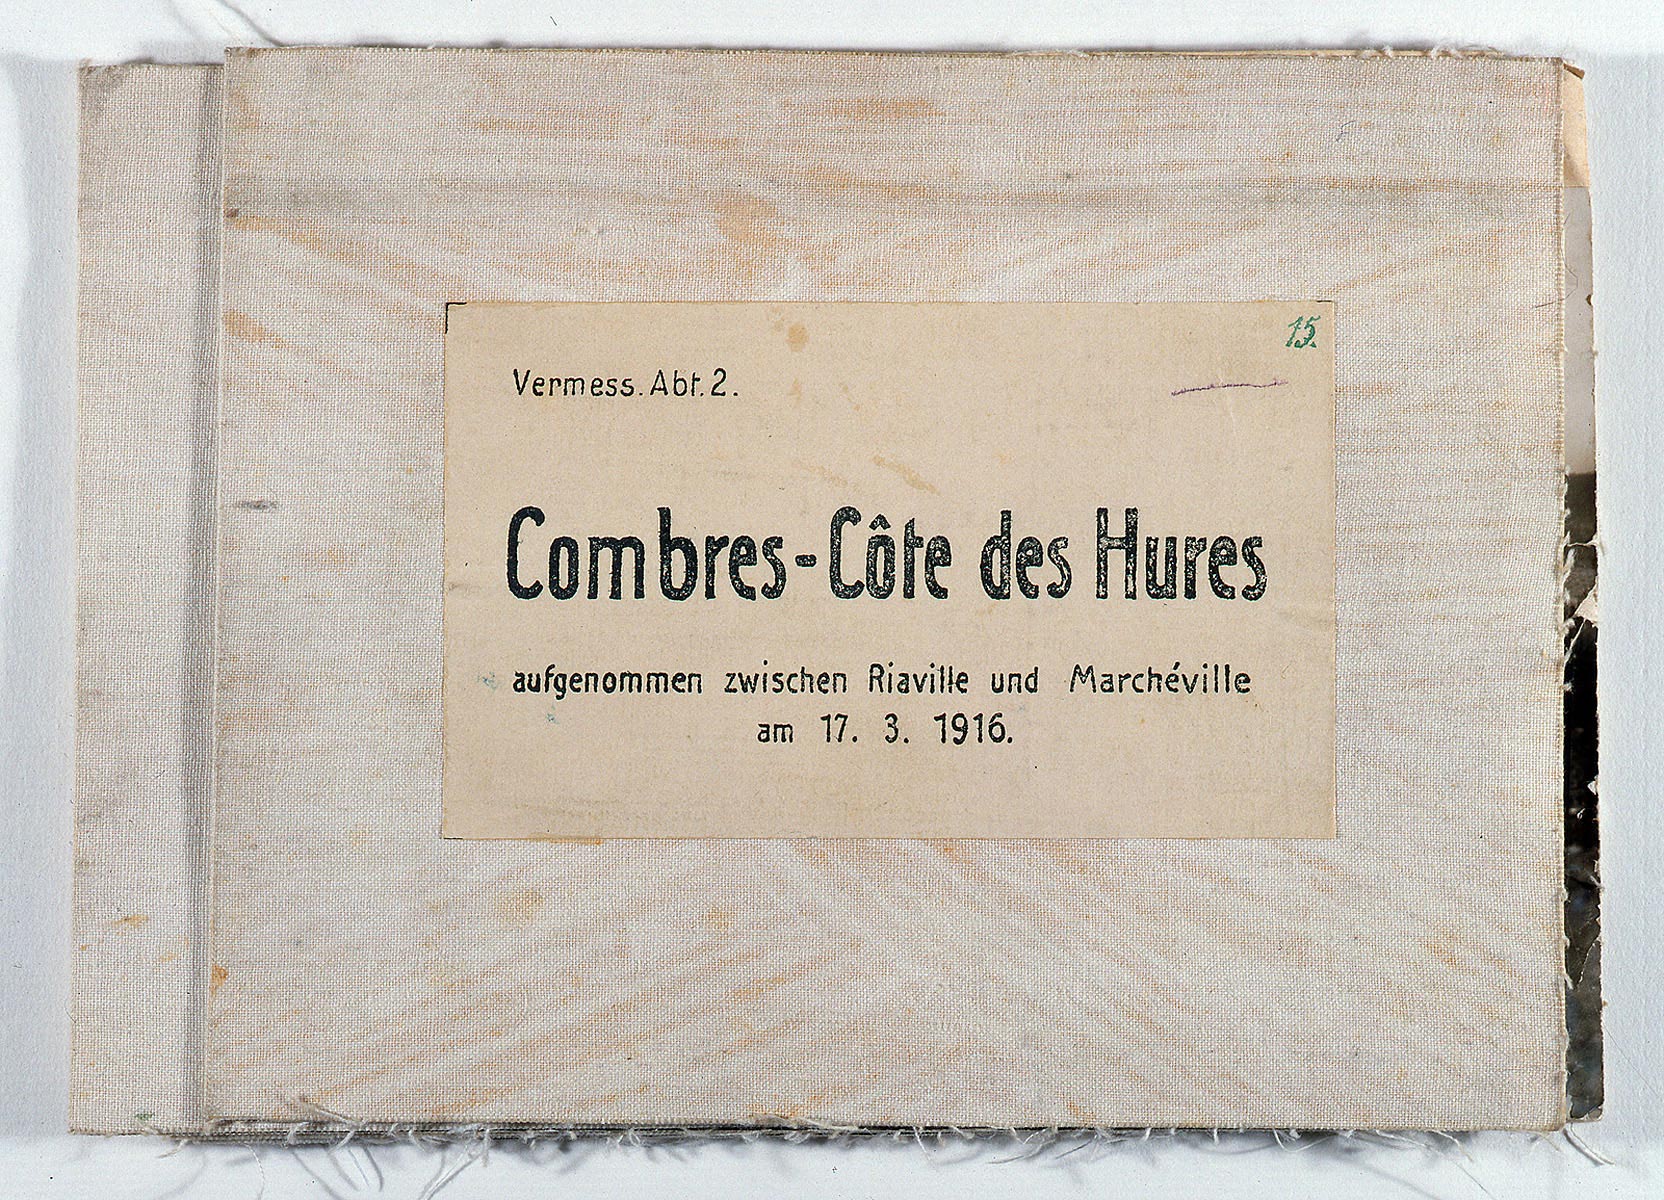 15.
Vermess. Abt. 2.
Combres-Côte des Hures
aufgenommen zwischen Riaville und Marchéville
am 17. 3. 1916.